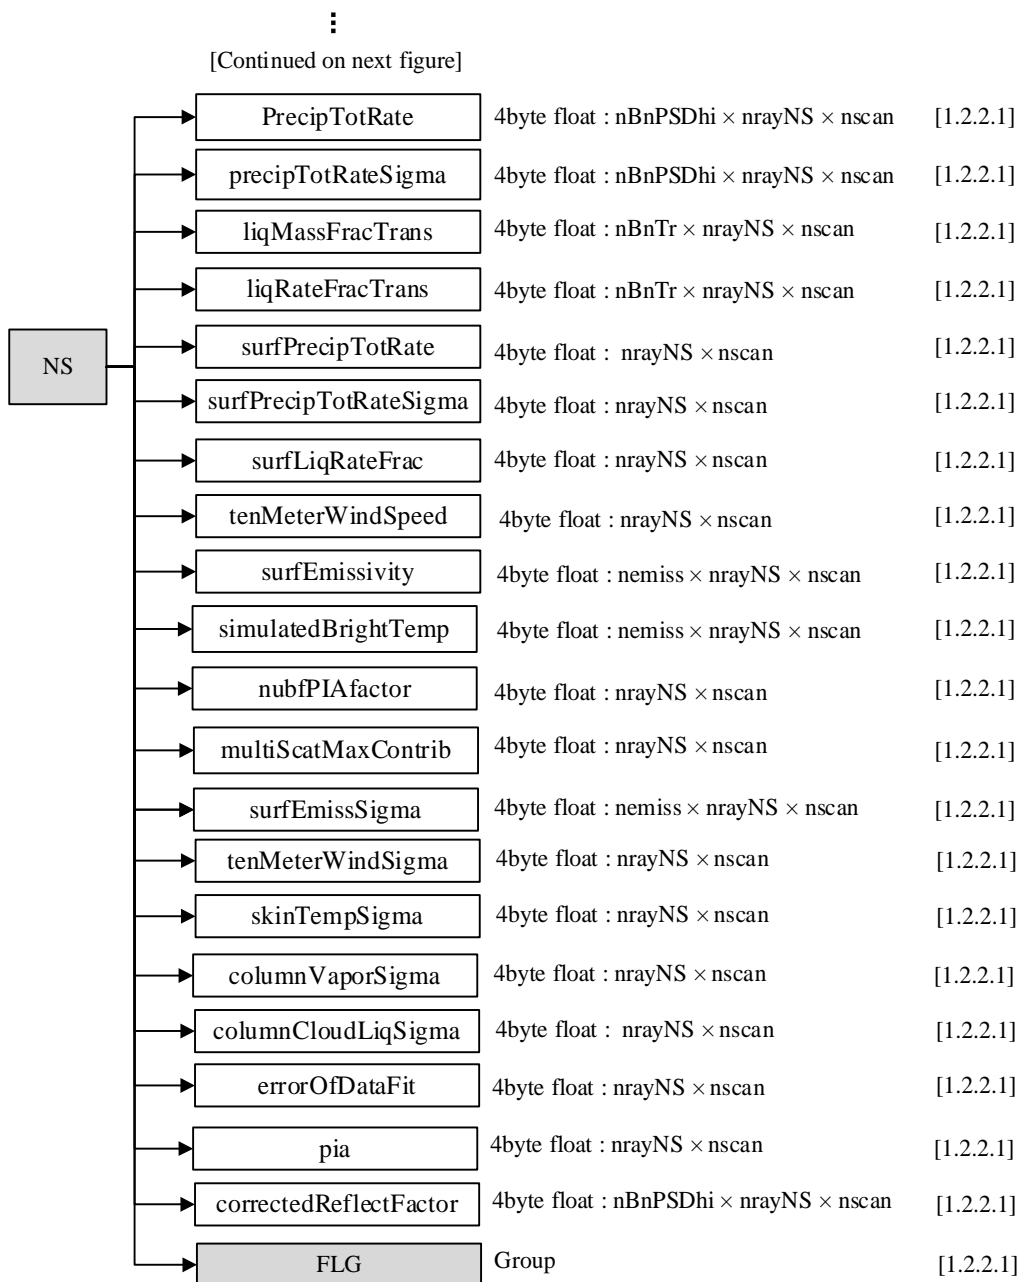 ⋮
[Continued on next figure]
PrecipTotRate 4byte float : nBnPSDhi × nrayNS × nscan [1.2.2.1]
precipTotRateSigma 4byte float : nBnPSDhi × nrayNS × nscan [1.2.2.1]
liqMassFracTrans 4byte float : nBnTr × nrayNS × nscan [1.2.2.1]
liqRateFracTrans 4byte float : nBnTr × nrayNS × nscan [1.2.2.1]
surfPrecipTotRate 4byte float : nrayNS × nscan [1.2.2.1]
NS
surfPrecipTotRateSigma 4byte float : nrayNS × nscan [1.2.2.1]
surfLiqRateFrac 4byte float : nrayNS × nscan [1.2.2.1]
tenMeterWindSpeed 4byte float : nrayNS × nscan [1.2.2.1]
surfEmissivity 4byte float : nemiss × nrayNS × nscan [1.2.2.1]
simulatedBrightTemp 4byte float : nemiss × nrayNS × nscan [1.2.2.1]
nubfPIAfactor 4byte float : nrayNS × nscan [1.2.2.1]
multiScatMaxContrib 4byte float : nrayNS × nscan [1.2.2.1]
surfEmissSigma 4byte float : nemiss × nrayNS × nscan [1.2.2.1]
tenMeterWindSigma 4byte float : nrayNS × nscan [1.2.2.1]
skinTempSigma 4byte float : nrayNS × nscan [1.2.2.1]
columnVaporSigma 4byte float : nrayNS × nscan [1.2.2.1]
columnCloudLiqSigma 4byte float : nrayNS × nscan [1.2.2.1]
errorOfDataFit 4byte float : nrayNS × nscan [1.2.2.1]
pia 4byte float : nrayNS × nscan [1.2.2.1]
correctedReflectFactor 4byte float : nBnPSDhi × nrayNS × nscan [1.2.2.1]
FLG Group [1.2.2.1]